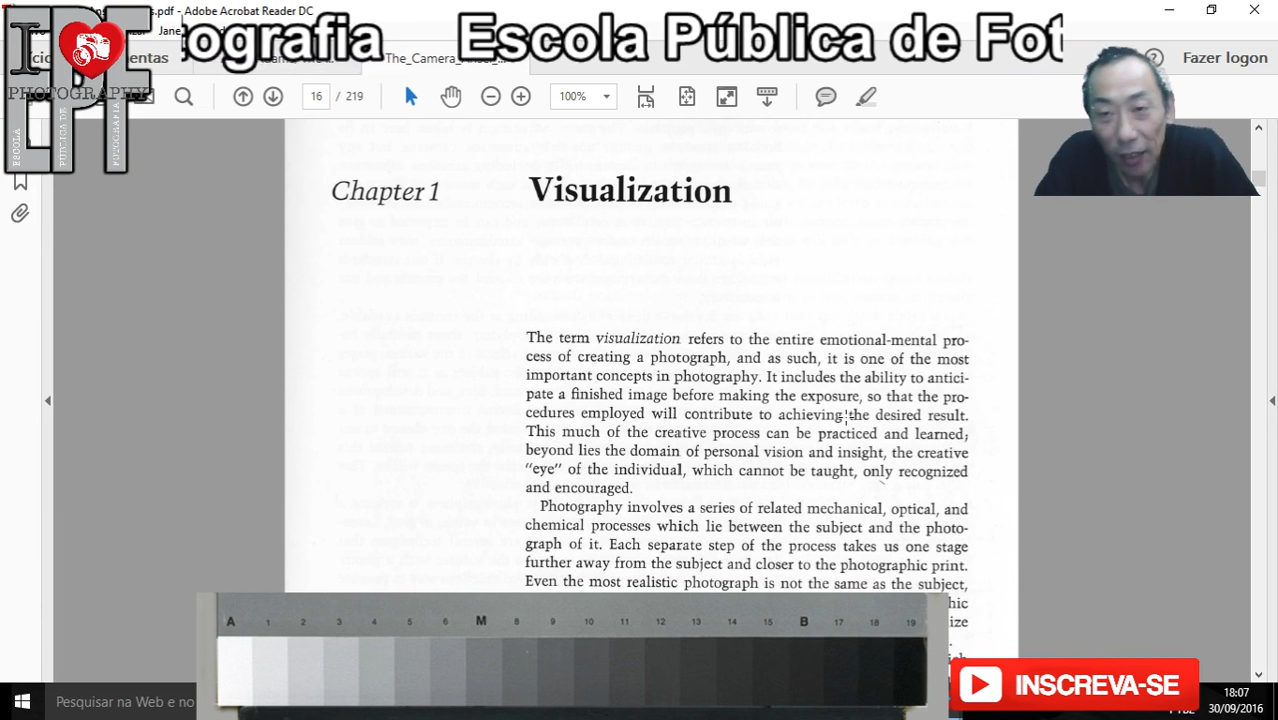 .pdf - Adobe Acrobat Reader DC
tografia Escola Pública de Fot
I
PHOTOGRAPHY
ESCOLA
PÚBLICA DE
FOTOGRAFIA
The_Camera_
Fazer logon
16 / 219
100%
Chapter 1
Visualization
The term visualization refers to the entire emotional-mental pro-
cess of creating a photograph, and as such, it is one of the most
important concepts in photography. It includes the ability to antici-
pate a finished image before making the exposure, so that the pro-
cedures employed will contribute to achieving the desired result.
This much of the creative process can be practiced and learned;
beyond lies the domain of personal vision and insight, the creative
“eye” of the individual, which cannot be taught, only recognized
and encouraged.
Photography involves a series of related mechanical, optical, and
chemical processes which lie between the subject and the photo-
graph of it. Each separate step of the process takes us one stage
further away from the subject and closer to the photographic print.
Even the most realistic photograph is not the same as the subject,
hic
ize
A 1 2 3 4 5 6 M 8 9 10 11 12 13 14 15 B 17 18 19
INSCREVA-SE
Pesquisar na Web e no
18:07
30/09/2016